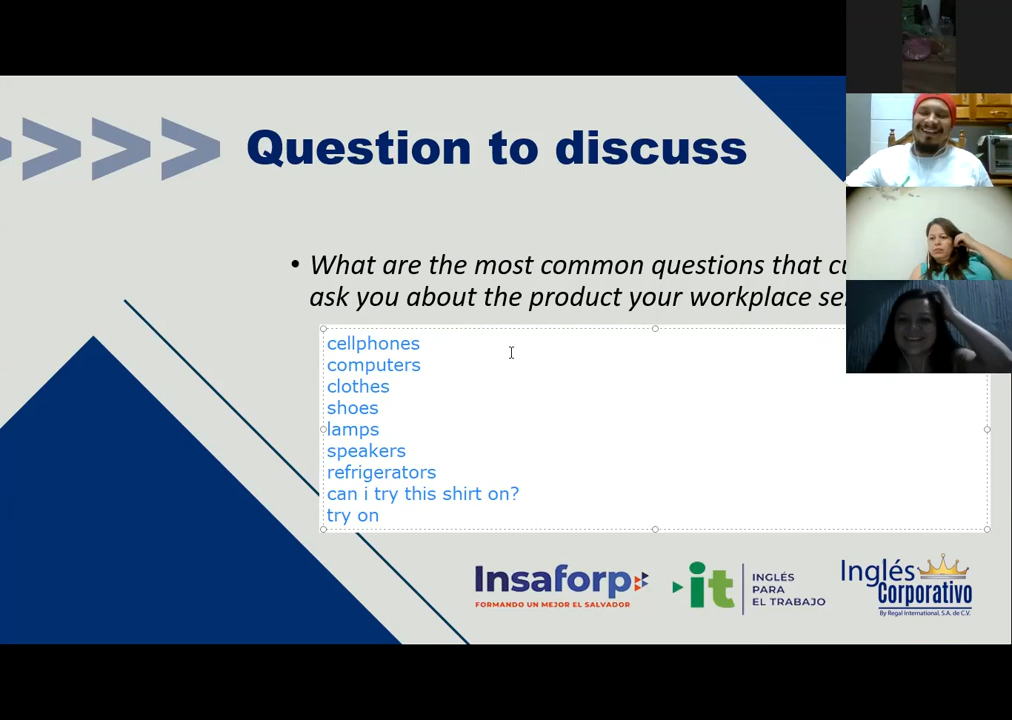 Question to discuss
• What are the most common questions that
ask you about the product your workplace
cellphones
computers
clothes
shoes
lamps
speakers
refrigerators
can i try this shirt on?
try on
Insaforp
FORMANDO UN MEJOR EL SALVADOR
it
INGLÉS
PARA
EL TRABAJO
Inglés
Corporativo
By Regal International, S.A. de C.V.